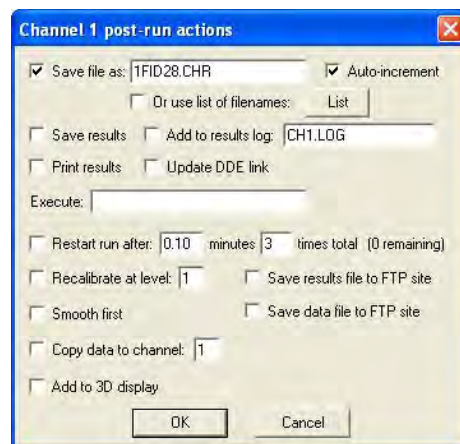 Channel 1 post-run actions
Save file as: 1FID28.CHR Auto-increment
Or use list of filenames: List
Save results Add to results log: CH1.LOG
Print results Update DDE link
Execute:
Restart run after: 0.10 minutes 3 times total (0 remaining)
Recalibrate at level: 1 Save results file to FTP site
Smooth first Save data file to FTP site
Copy data to channel: 1
Add to 3D display
OK Cancel